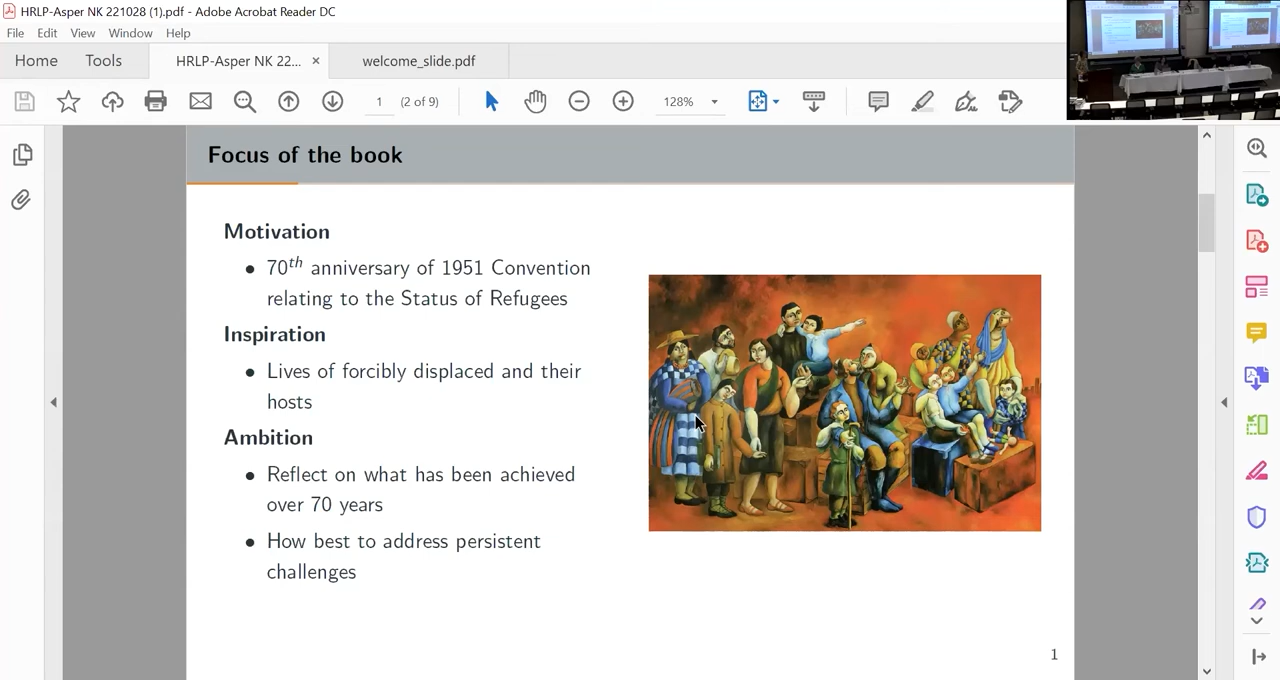 HRLP-Asper NK 221028 (1).pdf - Adobe Acrobat Reader DC
File Edit View Window Help
Home Tools HRLP-Asper NK 22... × welcome_slide.pdf
1 (2 of 9) 128%
Focus of the book
Motivation
• 70th anniversary of 1951 Convention
relating to the Status of Refugees
Inspiration
• Lives of forcibly displaced and their
hosts
Ambition
• Reflect on what has been achieved
over 70 years
• How best to address persistent
challenges
1